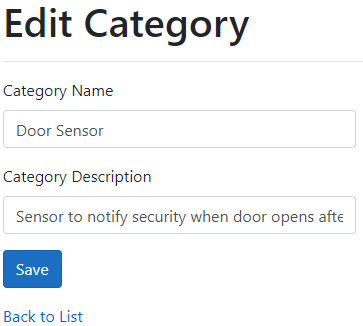 Edit Category
Category Name
Door Sensor
Category Description
Sensor to notify security when door opens afte
Save
Back to List